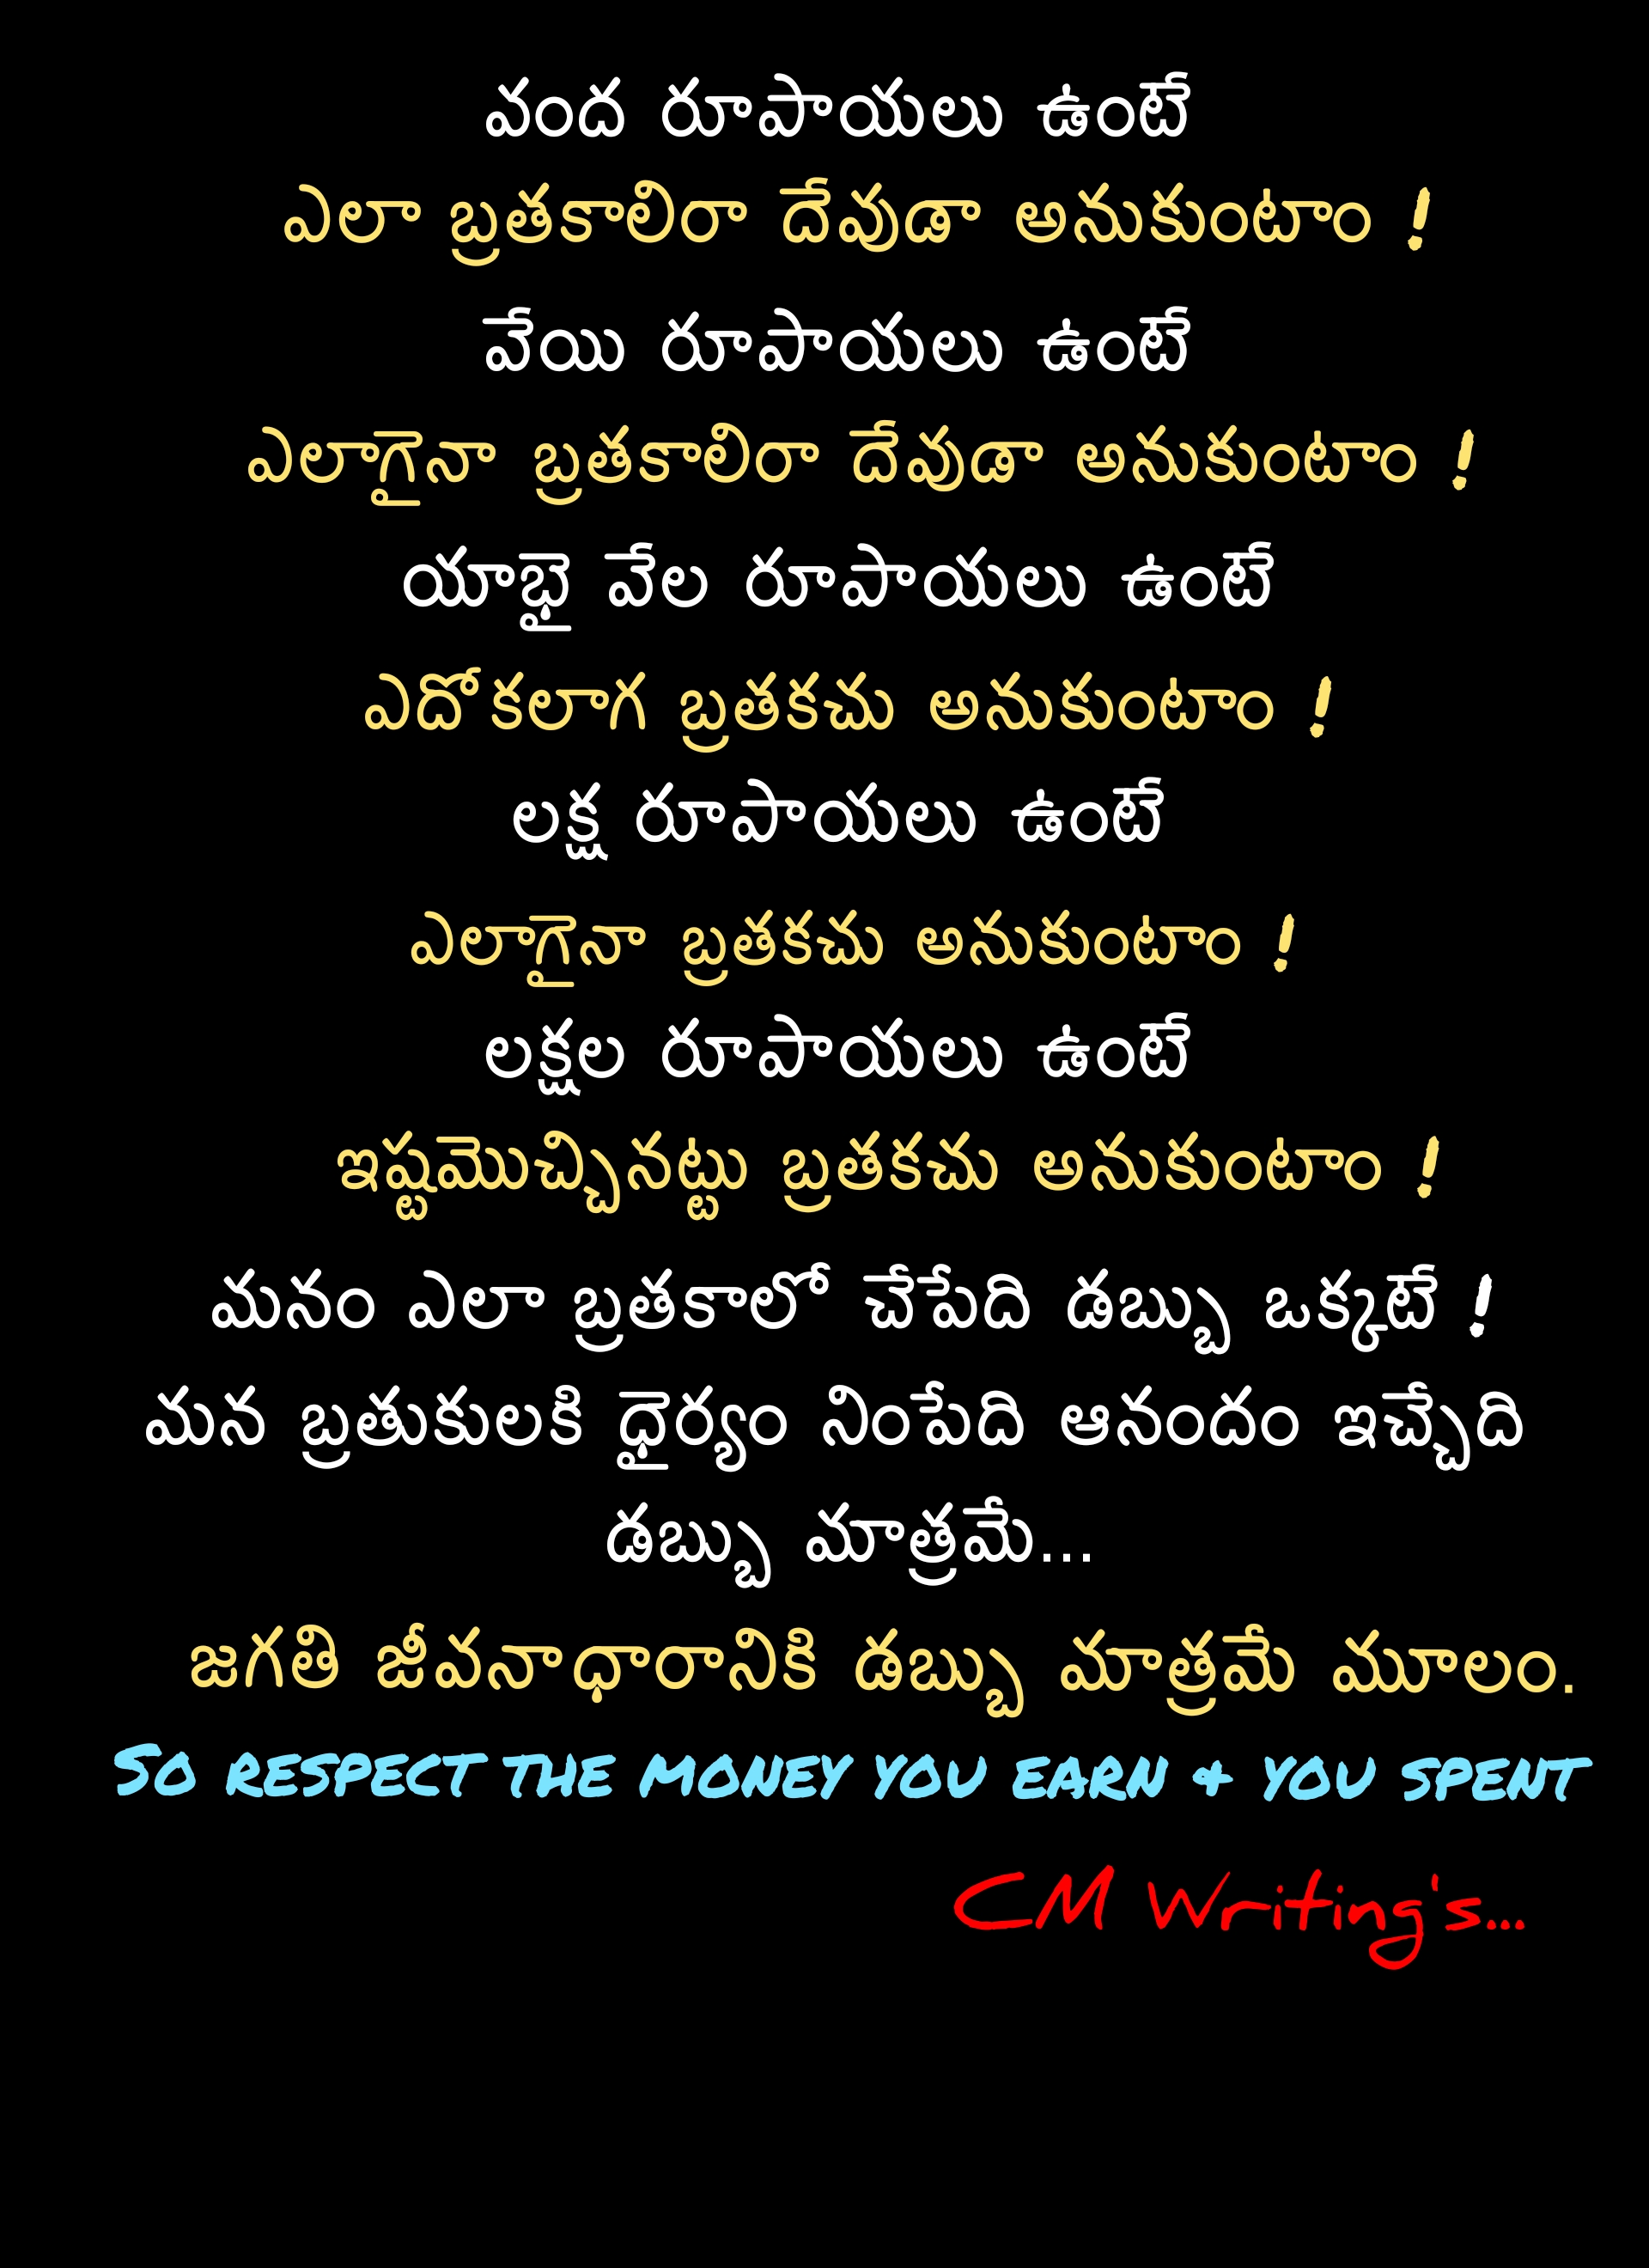 వంద రూపాయలు ఉంటే
ఎలా బ్రతకాలిరా దేవుడా అనుకుంటాం !
వేయి రూపాయలు ఉంటే
ఎలాగైనా బ్రతకాలిరా దేవుడా అనుకుంటాం !
యాభై వేల రూపాయలు ఉంటే
ఎదోకలాగ బ్రతకచు అనుకుంటాం !
లక్ష రూపాయలు ఉంటే
ఎలాగైనా బ్రతకచు అనుకుంటాం !
లక్షల రూపాయలు ఉంటే
ఇష్టమొచ్చినట్టు బ్రతకచు అనుకుంటాం !
మనం ఎలా బ్రతకాలో చేపేది డబ్బు ఒక్కటే !
మన బ్రతుకులకి ధైర్యం నింపేది ఆనందం ఇచ్చేది
డబ్బు మాత్రమే...
జగతి జీవనాధారానికి డబ్బు మాత్రమే మూలం.
So respect the money you earn & you spent
CM Writing's...